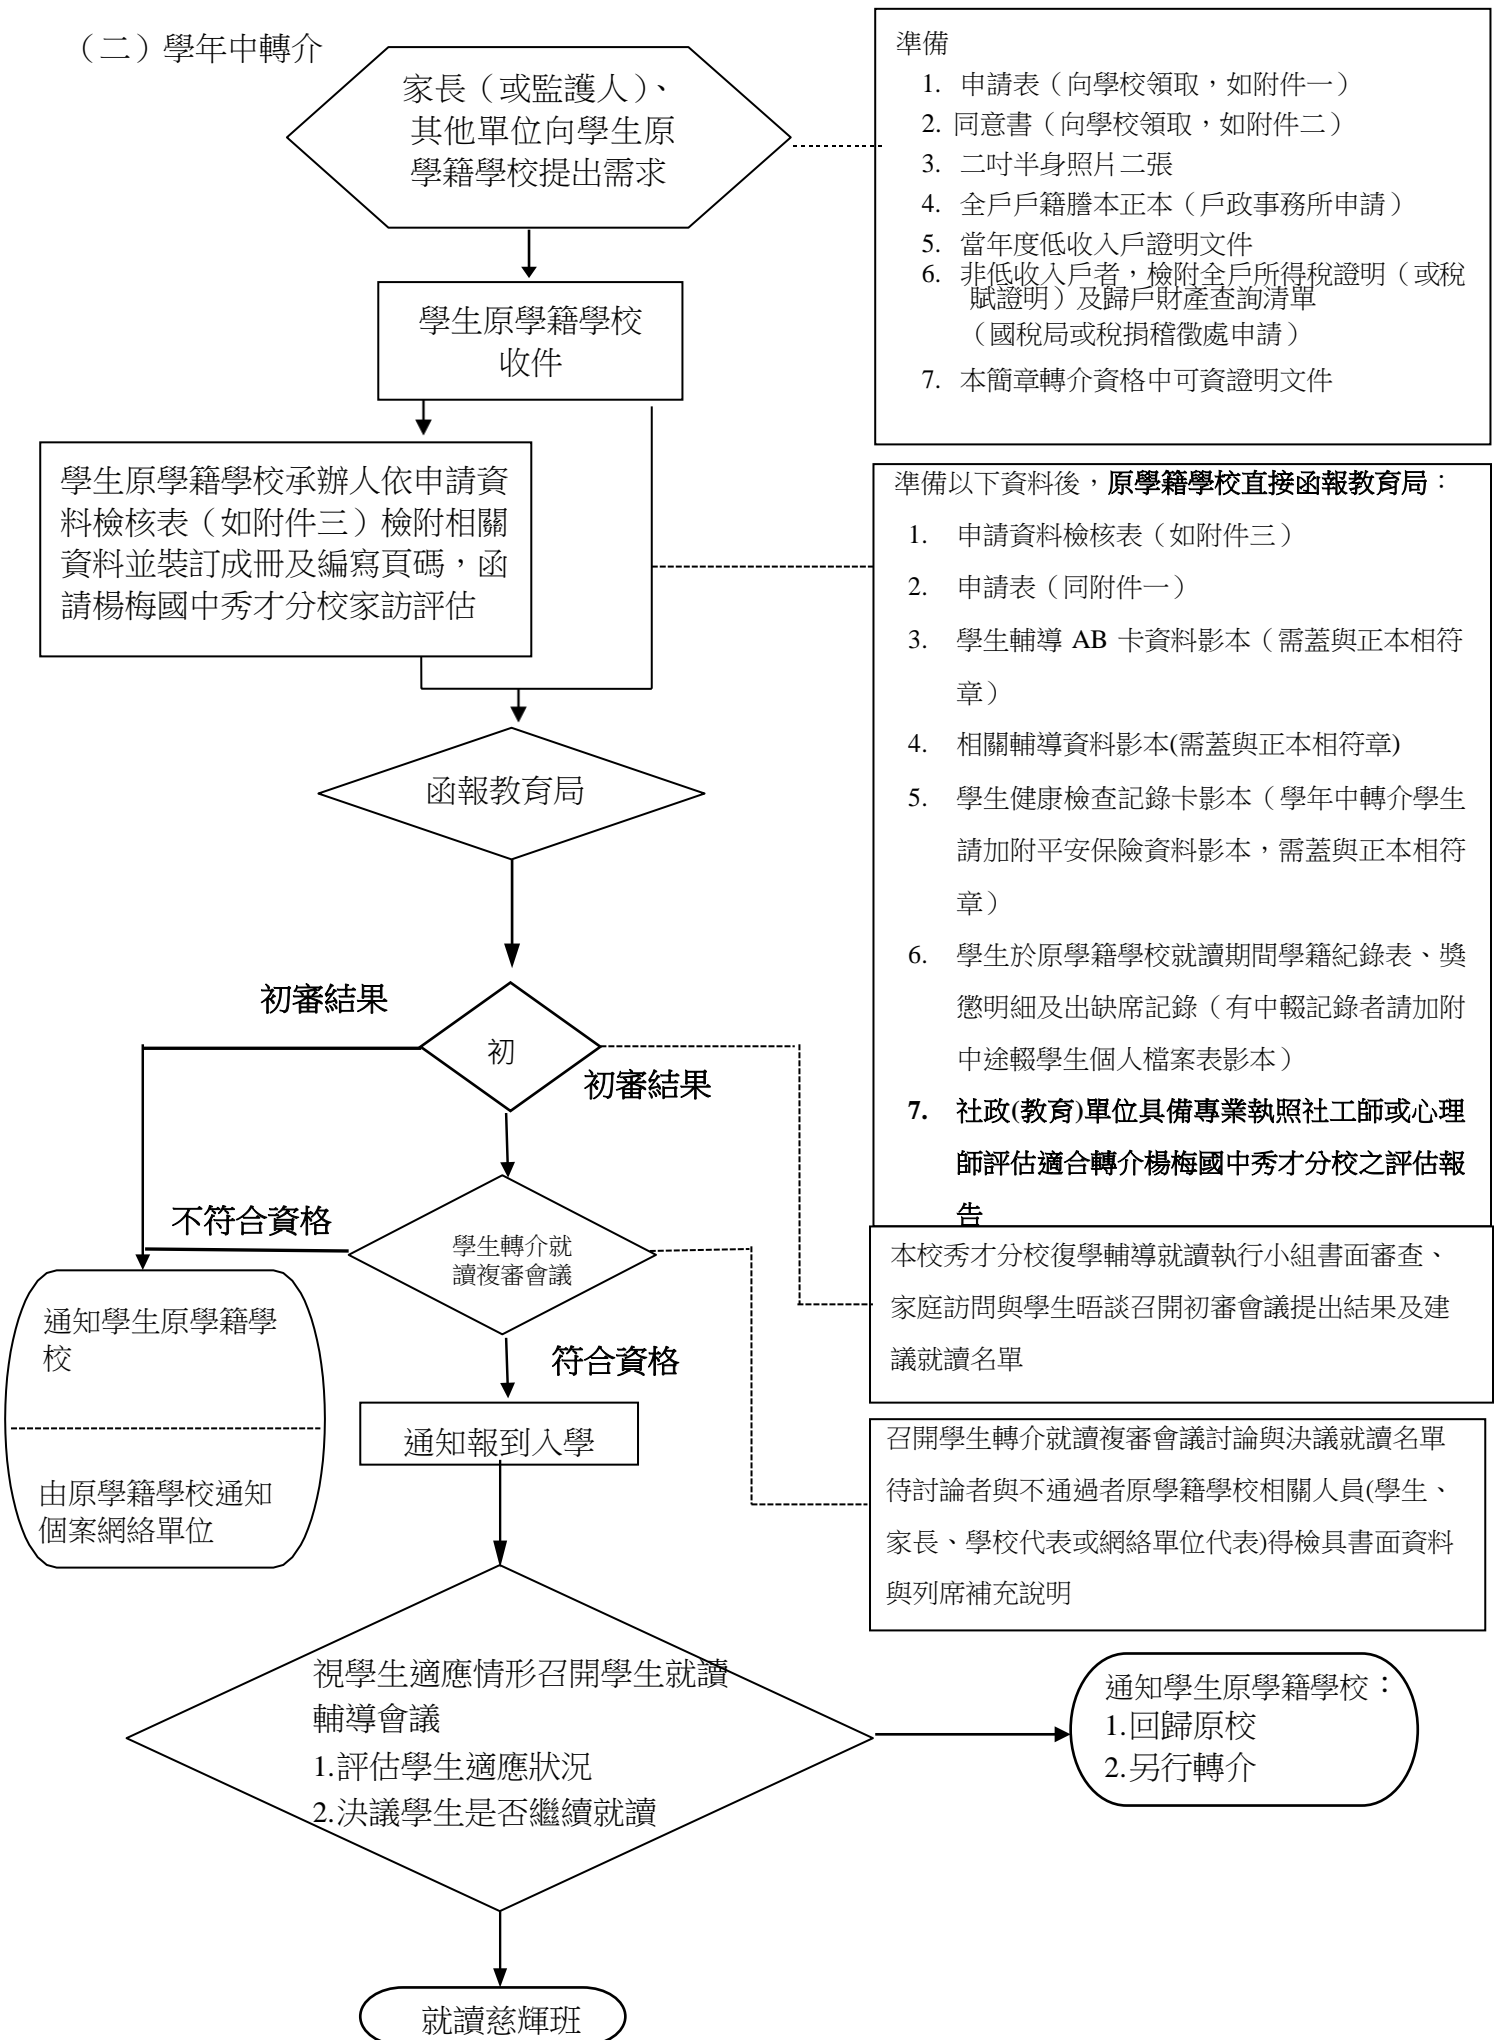 （二）學年中轉介
家長（或監護人）、
其他單位向學生原
學籍學校提出需求
準備
1. 申請表（向學校領取，如附件一）
2. 同意書（向學校領取，如附件二）
3. 二吋半身照片二張
4. 全戶戶籍謄本正本（戶政事務所申請）
5. 當年度低收入戶證明文件
6. 非低收入戶者，檢附全戶所得稅證明（或稅
賦證明）及歸戶財產查詢清單
（國稅局或稅捐稽徵處申請）
7. 本簡章轉介資格中可資證明文件
學生原學籍學校
收件
學生原學籍學校承辦人依申請資
料檢核表（如附件三）檢附相關
資料並裝訂成冊及編寫頁碼，函
請楊梅國中秀才分校家訪評估
準備以下資料後，原學籍學校直接函報教育局：
1. 申請資料檢核表（如附件三）
2. 申請表（同附件一）
3. 學生輔導 AB 卡資料影本（需蓋與正本相符
章）
4. 相關輔導資料影本(需蓋與正本相符章)
5. 學生健康檢查記錄卡影本（學年中轉介學生
請加附平安保險資料影本，需蓋與正本相符
章）
6. 學生於原學籍學校就讀期間學籍紀錄表、獎
懲明細及出缺席記錄（有中輟記錄者請加附
中途輟學生個人檔案表影本）
7. 社政(教育)單位具備專業執照社工師或心理
師評估適合轉介楊梅國中秀才分校之評估報
告
函報教育局
初審結果
初
初審結果
不符合資格
學生轉介就
讀複審會議
本校秀才分校復學輔導就讀執行小組書面審查、
家庭訪問與學生晤談召開初審會議提出結果及建
議就讀名單
通知學生原學籍學
校
由原學籍學校通知
個案網絡單位
符合資格
通知報到入學
召開學生轉介就讀複審會議討論與決議就讀名單
待討論者與不通過者原學籍學校相關人員(學生、
家長、學校代表或網絡單位代表)得檢具書面資料
與列席補充說明
視學生適應情形召開學生就讀
輔導會議
1.評估學生適應狀況
2.決議學生是否繼續就讀
通知學生原學籍學校：
1.回歸原校
2.另行轉介
就讀慈輝班